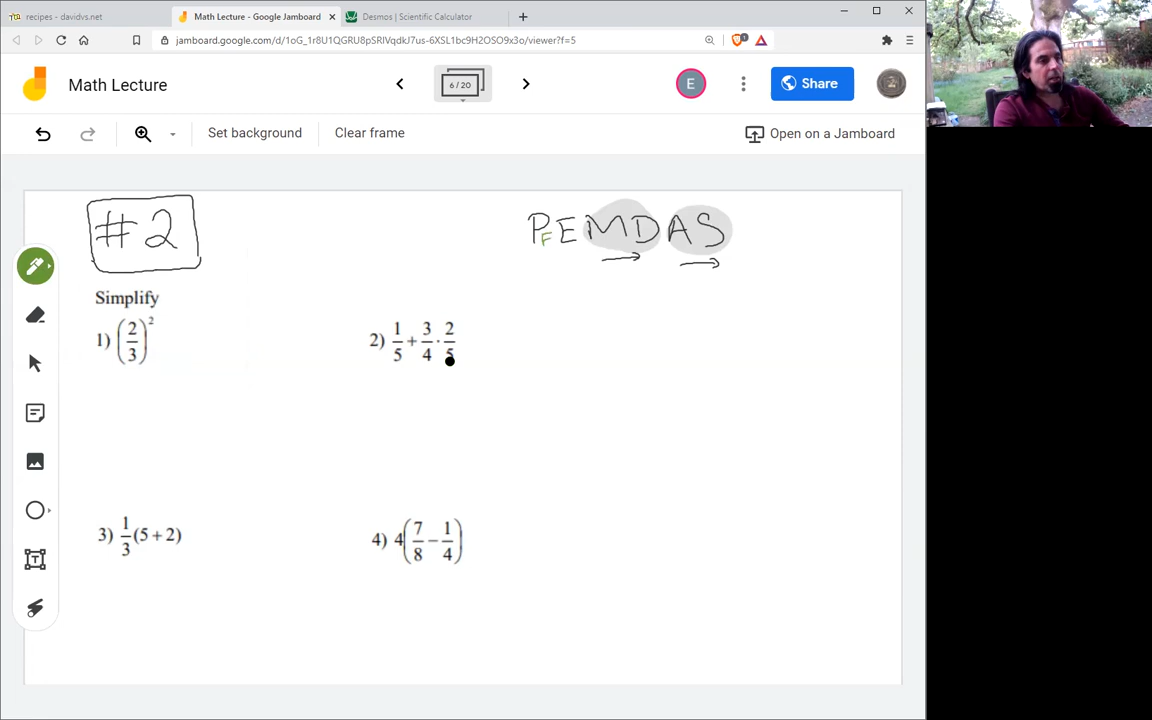 recipes - davidvs.net
Math Lecture - Google Jamboard
Desmos | Scientific Calculator
jamboard.google.com/d/1oG_1r8U1QGRU8pSRIVqdkJ7us-6XSL1bc9H2OSO9x3o/viewer?f=5
Math Lecture
6 / 20
E
Share
Set background
Clear frame
Open on a Jamboard
#2
PEMDAS
F
Simplify
1) (2/3)^2
2) 1/5 + 3/4 · 2/5
3) 1/3 (5 + 2)
4) 4(7/8 − 1/4)